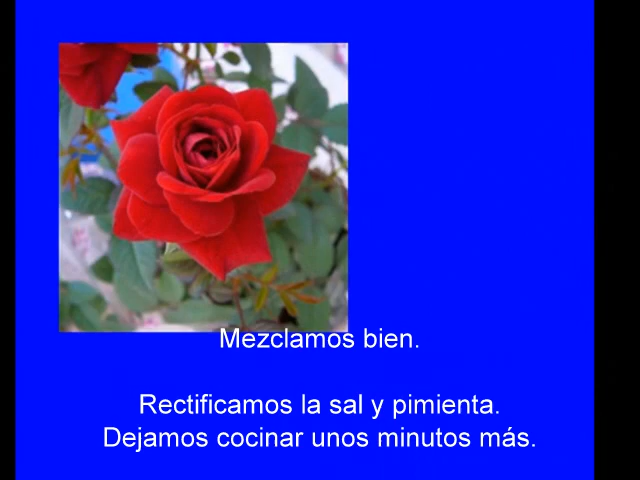 Mezclamos bien.
Rectificamos la sal y pimienta.
Dejamos cocinar unos minutos más.